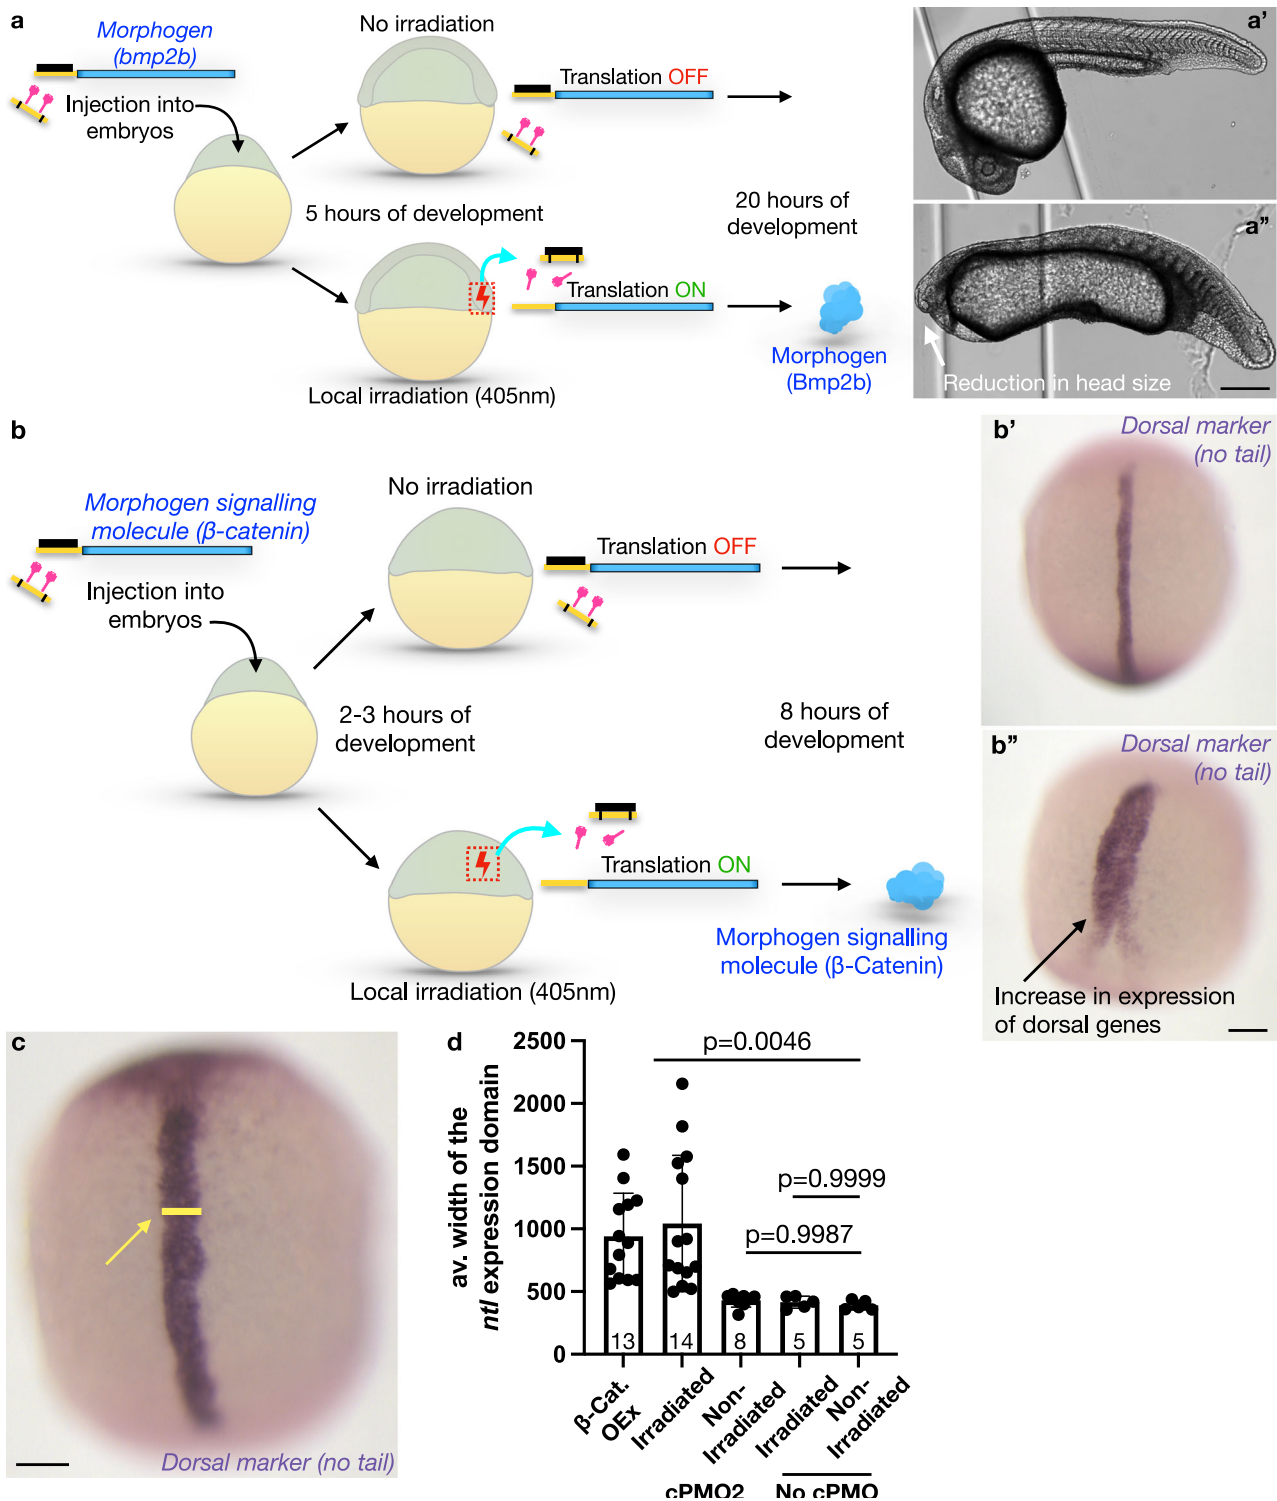 a
Morphogen
(bmp2b)
Injection into
embryos
No irradiation
Translation OFF
5 hours of development
20 hours of
development
Translation ON
Local irradiation (405nm)
Morphogen
(Bmp2b)
a'
a"
Reduction in head size
b
Morphogen signalling
molecule (β-catenin)
Injection into
embryos
No irradiation
Translation OFF
2-3 hours of
development
8 hours of
development
Translation ON
Local irradiation (405nm)
Morphogen signalling
molecule (β-Catenin)
b'
Dorsal marker
(no tail)
b"
Dorsal marker
(no tail)
Increase in expression
of dorsal genes
c
Dorsal marker (no tail)
d
av. width of the
ntl expression domain
2500
2000
1500
1000
500
0
p=0.0046
p=0.9999
p=0.9987
13
14
8
5
5
β-Cat.
OEx
Irradiated
Non-
Irradiated
Irradiated
Non-
Irradiated
cPMO2
No cPMO